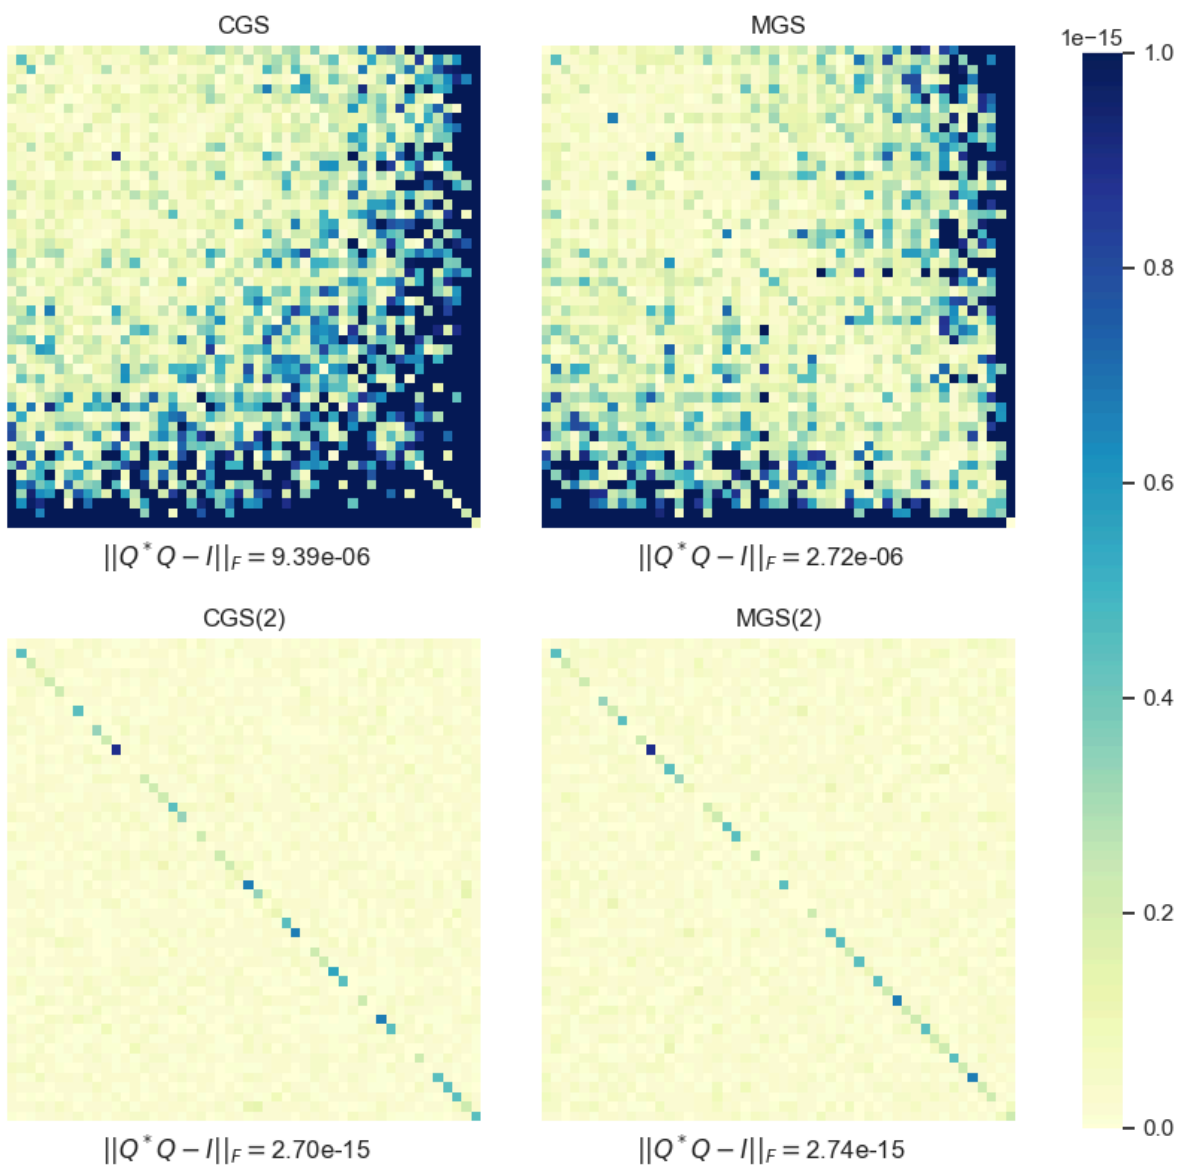 CGS
MGS
1e−15
1.0
0.8
0.6
0.4
0.2
0.0
||Q*Q − I||F = 9.39e-06
||Q*Q − I||F = 2.72e-06
CGS(2)
MGS(2)
||Q*Q − I||F = 2.70e-15
||Q*Q − I||F = 2.74e-15